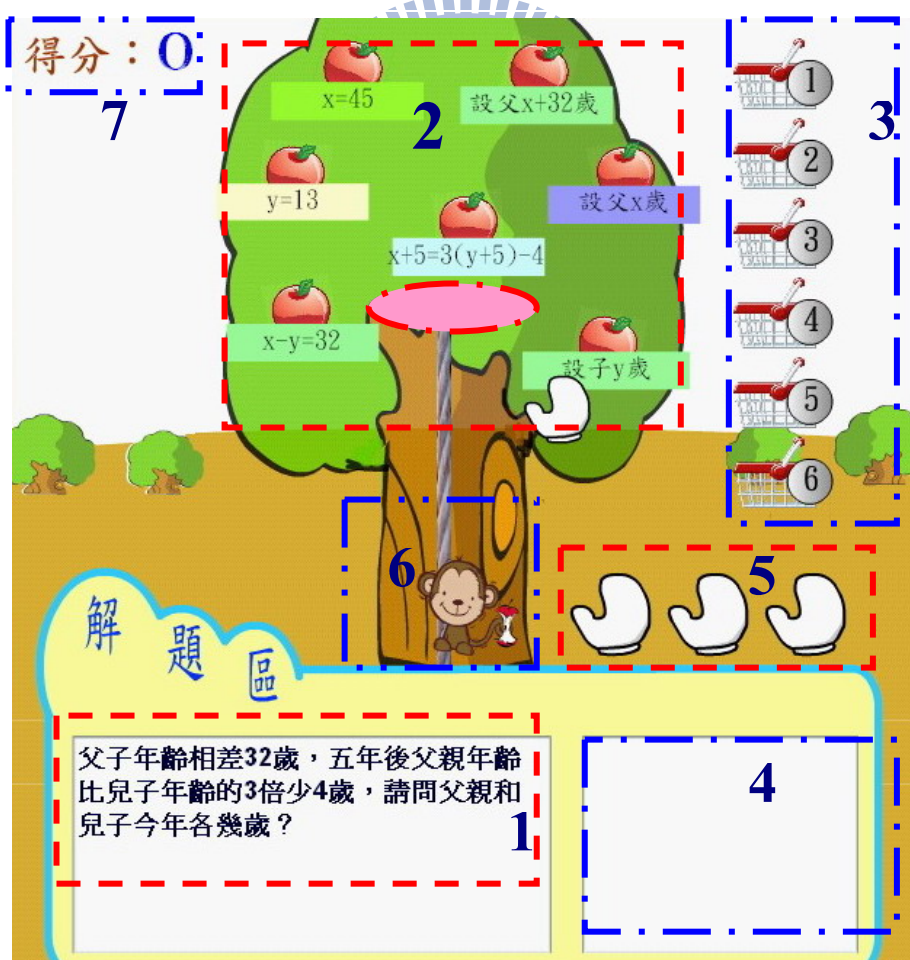 得分：0
7
2
3
x=45
設父x+32歲
y=13
設父x歲
x+5=3(y+5)-4
x-y=32
設子y歲
1
2
3
4
5
6
6
5
解題區
父子年齡相差32歲，五年後父親年齡
比兒子年齡的3倍少4歲，請問父親和
兒子今年各幾歲？
1
4